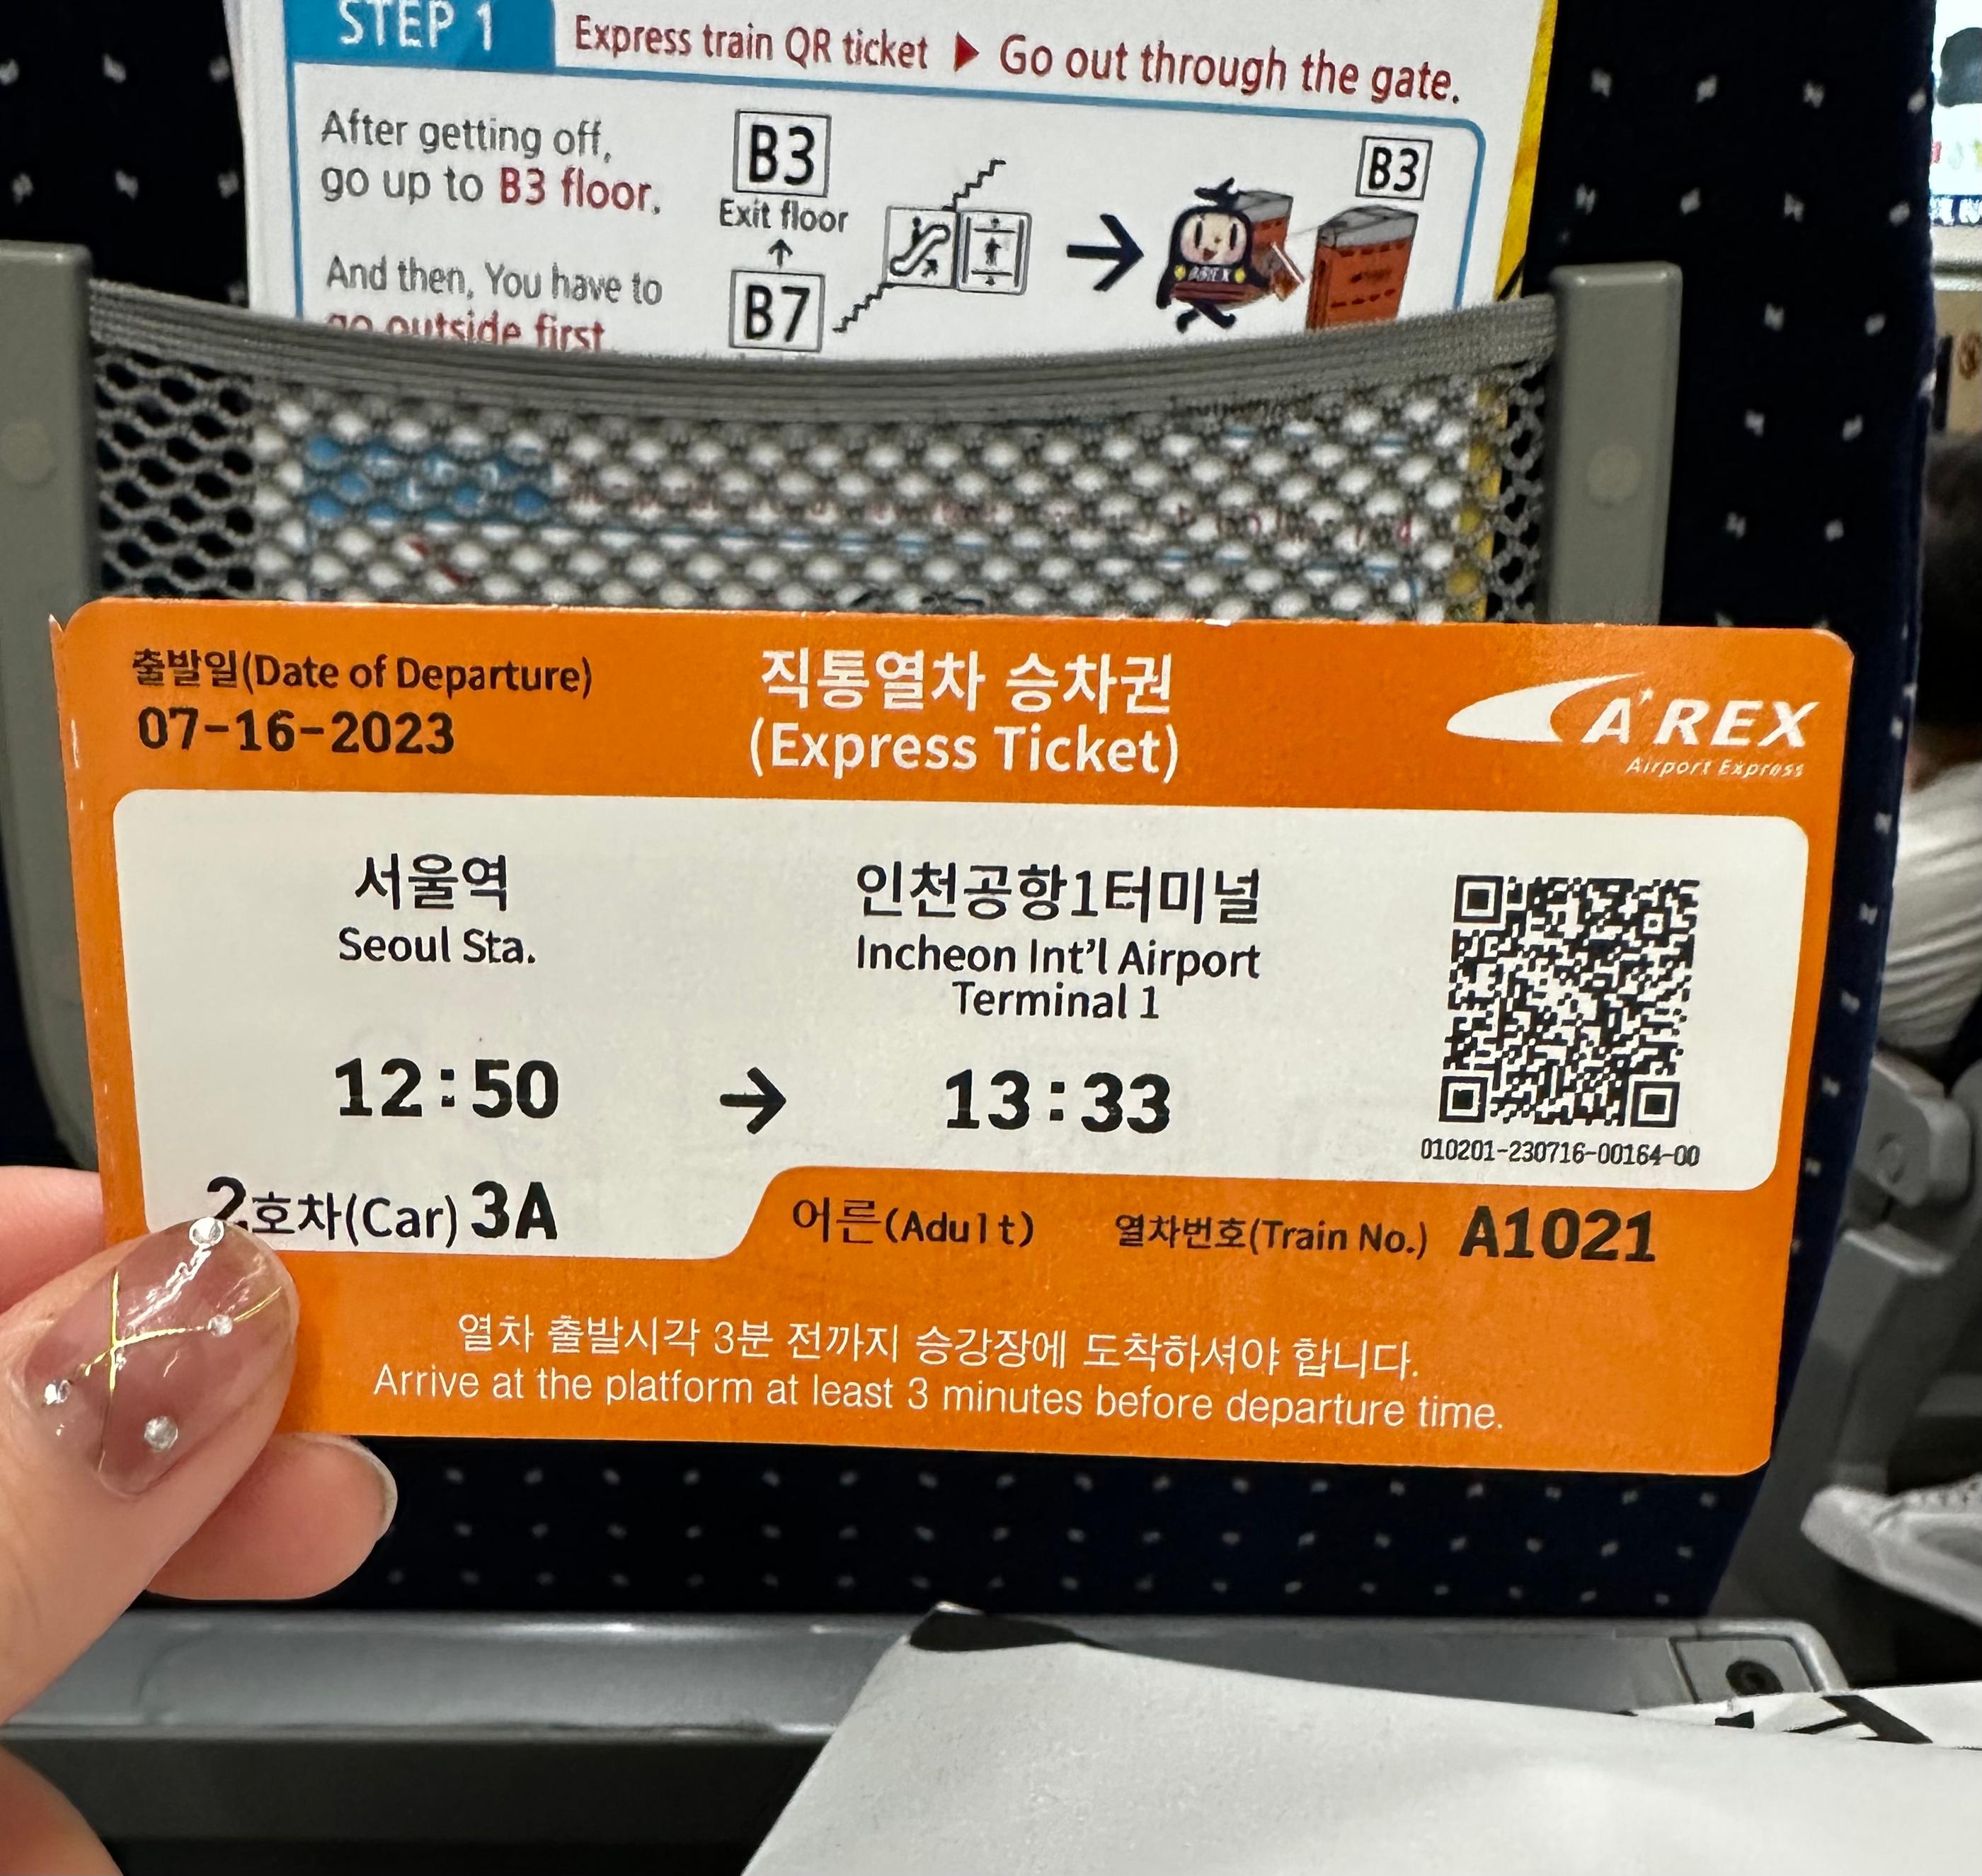 STEP 1
Express train QR ticket ▶ Go out through the gate.
After getting off,
go up to B3 floor.
And then, You have to
go outside first
B3
Exit floor
B7
B3
출발일(Date of Departure)
07-16-2023
직통열차 승차권
(Express Ticket)
A'REX
Airport Express
서울역
Seoul Sta.
12:50
→
인천공항1터미널
Incheon Int'l Airport
Terminal 1
13:33
010201-230716-00164-00
2호차(Car) 3A
어른(Adult)
열차번호(Train No.) A1021
열차 출발시각 3분 전까지 승강장에 도착하셔야 합니다.
Arrive at the platform at least 3 minutes before departure time.